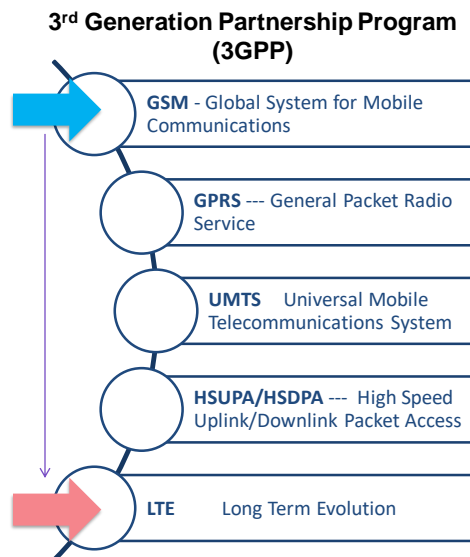 3rd Generation Partnership Program
(3GPP)
GSM - Global System for Mobile
Communications
GPRS --- General Packet Radio
Service
UMTS Universal Mobile
Telecommunications System
HSUPA/HSDPA --- High Speed
Uplink/Downlink Packet Access
LTE Long Term Evolution